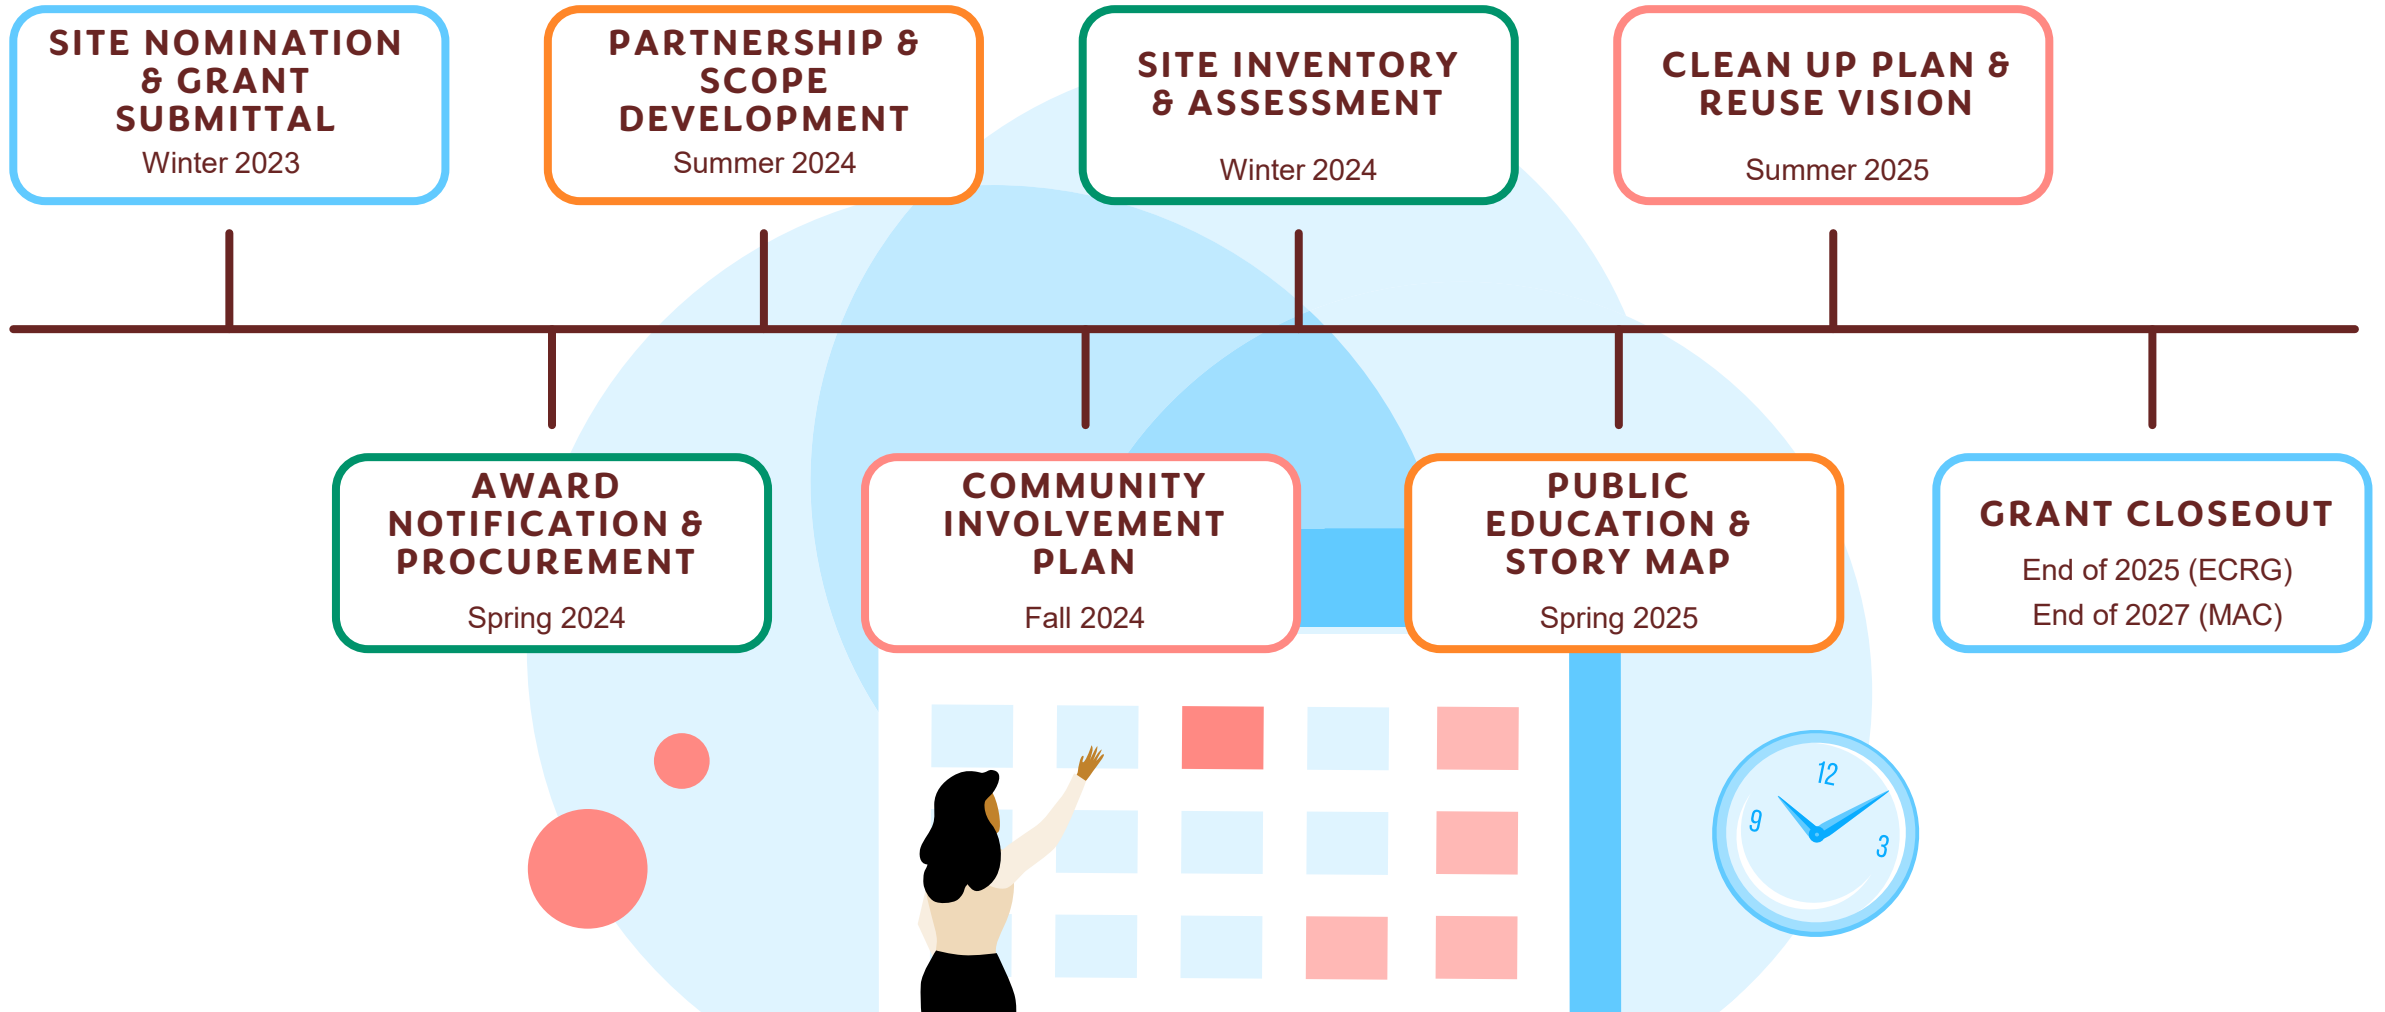 SITE NOMINATION
& GRANT
SUBMITTAL
Winter 2023
PARTNERSHIP &
SCOPE
DEVELOPMENT
Summer 2024
SITE INVENTORY
& ASSESSMENT
Winter 2024
CLEAN UP PLAN &
REUSE VISION
Summer 2025
AWARD
NOTIFICATION &
PROCUREMENT
Spring 2024
COMMUNITY
INVOLVEMENT
PLAN
Fall 2024
PUBLIC
EDUCATION &
STORY MAP
Spring 2025
GRANT CLOSEOUT
End of 2025 (ECRG)
End of 2027 (MAC)
12
9
3